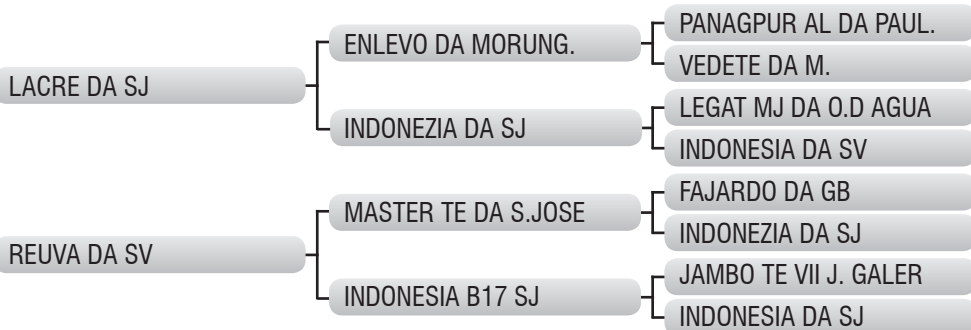 LACRE DA SJ
ENLEVO DA MORUNG.
PANAGPUR AL DA PAUL.
VEDETE DA M.
INDONEZIA DA SJ
LEGAT MJ DA O.D AGUA
INDONESIA DA SV
REUVA DA SV
MASTER TE DA S.JOSE
FAJARDO DA GB
INDONEZIA DA SJ
INDONESIA B17 SJ
JAMBO TE VII J. GALER
INDONESIA DA SJ